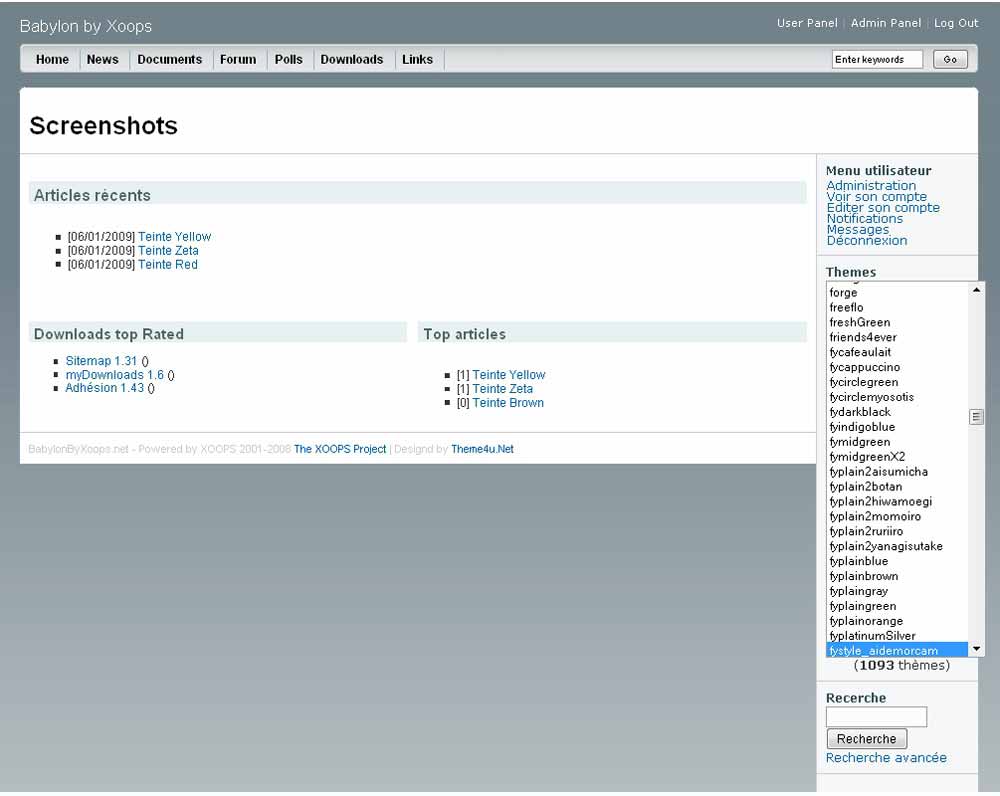 Babylon by Xoops
User Panel | Admin Panel | Log Out
Home News Documents Forum Polls Downloads Links
Enter keywords Go
Screenshots
Articles récents
[06/01/2009] Teinte Yellow
[06/01/2009] Teinte Zeta
[06/01/2009] Teinte Red
Downloads top Rated
Sitemap 1.31 ()
myDownloads 1.6 ()
Adhésion 1.43 ()
Top articles
[1] Teinte Yellow
[1] Teinte Zeta
[0] Teinte Brown
BabylonByXoops.net - Powered by XOOPS 2001-2008 The XOOPS Project | Designd by Theme4u.Net
Menu utilisateur
Administration
Voir son compte
Editer son compte
Notifications
Messages
Déconnexion
Themes
forge
freeflo
freshGreen
friends4ever
fycafeaulait
fycappuccino
fycirclegreen
fycirclemyosotis
fydarkblack
fyindigoblue
fymidgreen
fymidgreenX2
fyplain2aisumicha
fyplain2botan
fyplain2hiwamoegi
fyplain2momoiro
fyplain2ruriiro
fyplain2yanagisutake
fyplainblue
fyplainbrown
fyplaingray
fyplaingreen
fyplainorange
fyplatinumSilver
fystyle_aidemorcam
(1093 thèmes)
Recerche
Recherche
Recherche avancée